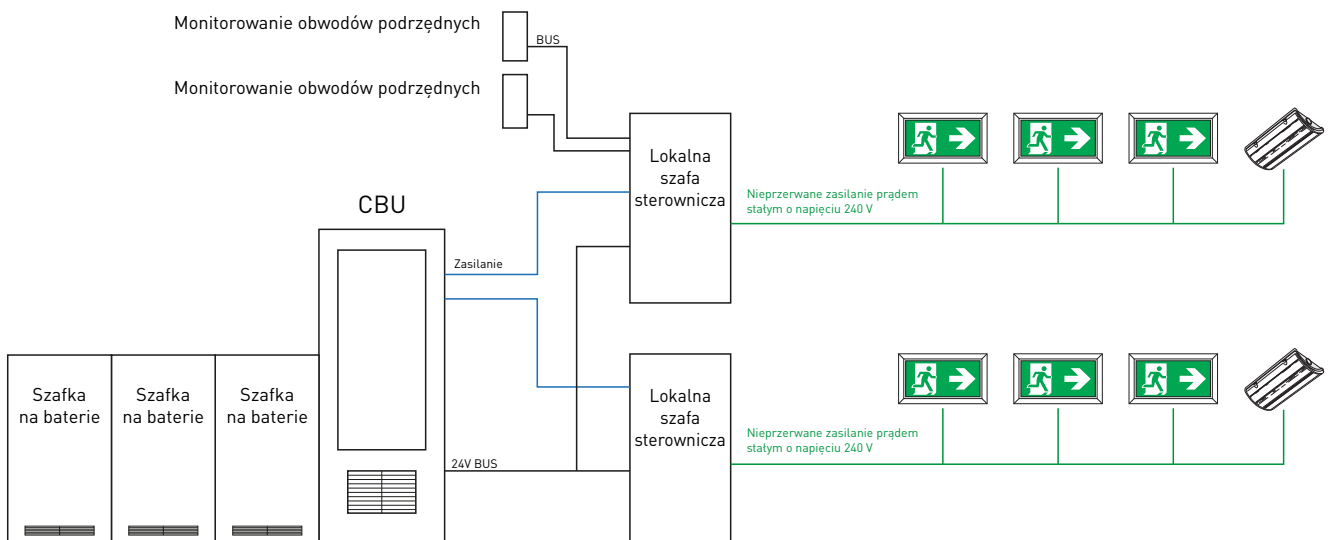 Monitorowanie obwodów podrzędnych
BUS
Monitorowanie obwodów podrzędnych
Lokalna
szafa
sterownicza
Nieprzerwane zasilanie prądem
stałym o napięciu 240 V
CBU
Zasilanie
Szafka
na baterie
Szafka
na baterie
Szafka
na baterie
24V BUS
Lokalna
szafa
sterownicza
Nieprzerwane zasilanie prądem
stałym o napięciu 240 V